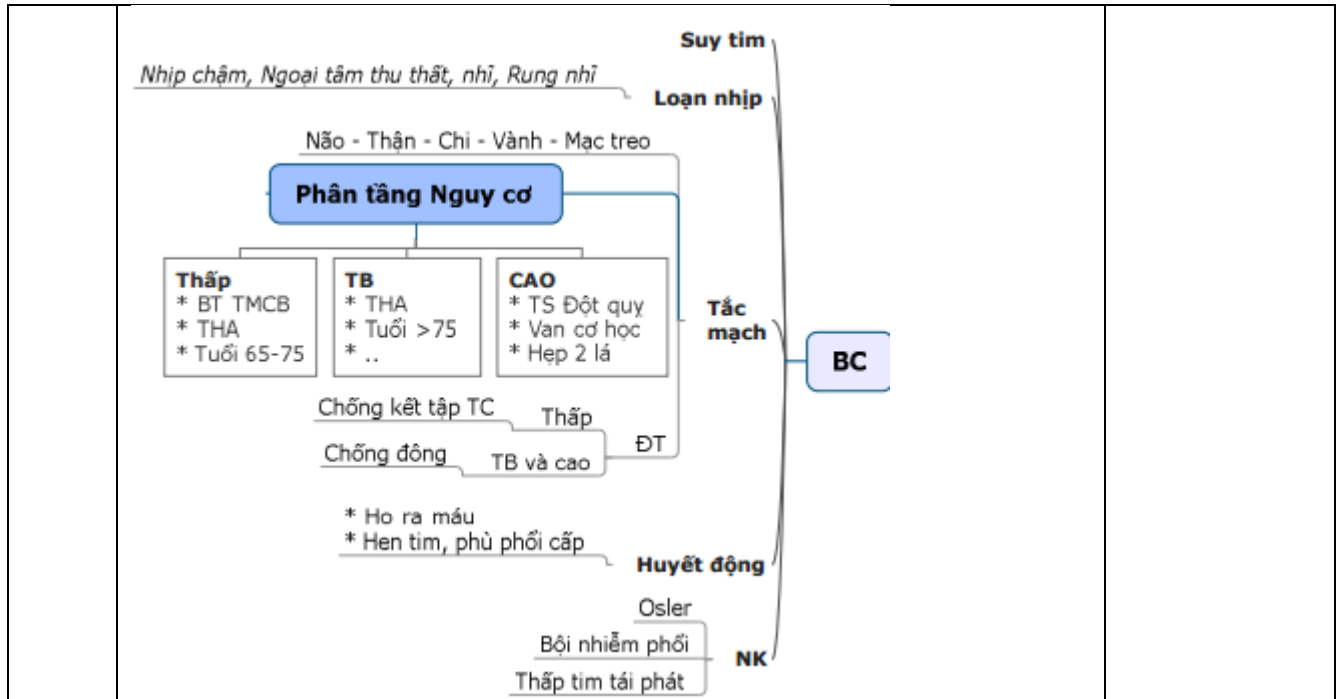 Suy tim
Nhịp chậm, Ngoại tâm thu thất, nhĩ, Rung nhĩ
Loạn nhịp
Não - Thận - Chi - Vành - Mạc treo
Phân tầng Nguy cơ
Thấp
* BT TMCB
* THA
* Tuổi 65-75
TB
* THA
* Tuổi >75
* ..
CAO
* TS Đột quỵ
* Van cơ học
* Hẹp 2 lá
Tắc
mạch
BC
Chống kết tập TC
Thấp
Chống đông
TB và cao
ĐT
* Ho ra máu
* Hen tim, phù phổi cấp
Huyết động
Osler
Bội nhiễm phổi
Thấp tim tái phát
NK